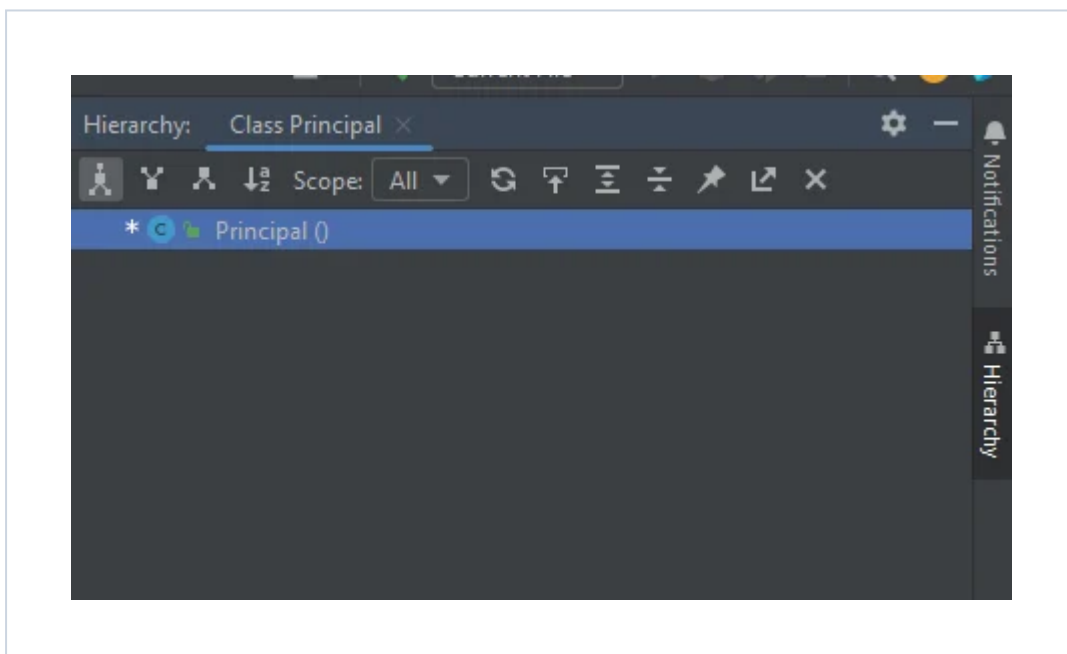 Hierarchy: Class Principal
Scope: All
* C Principal ()
Notifications
Hierarchy